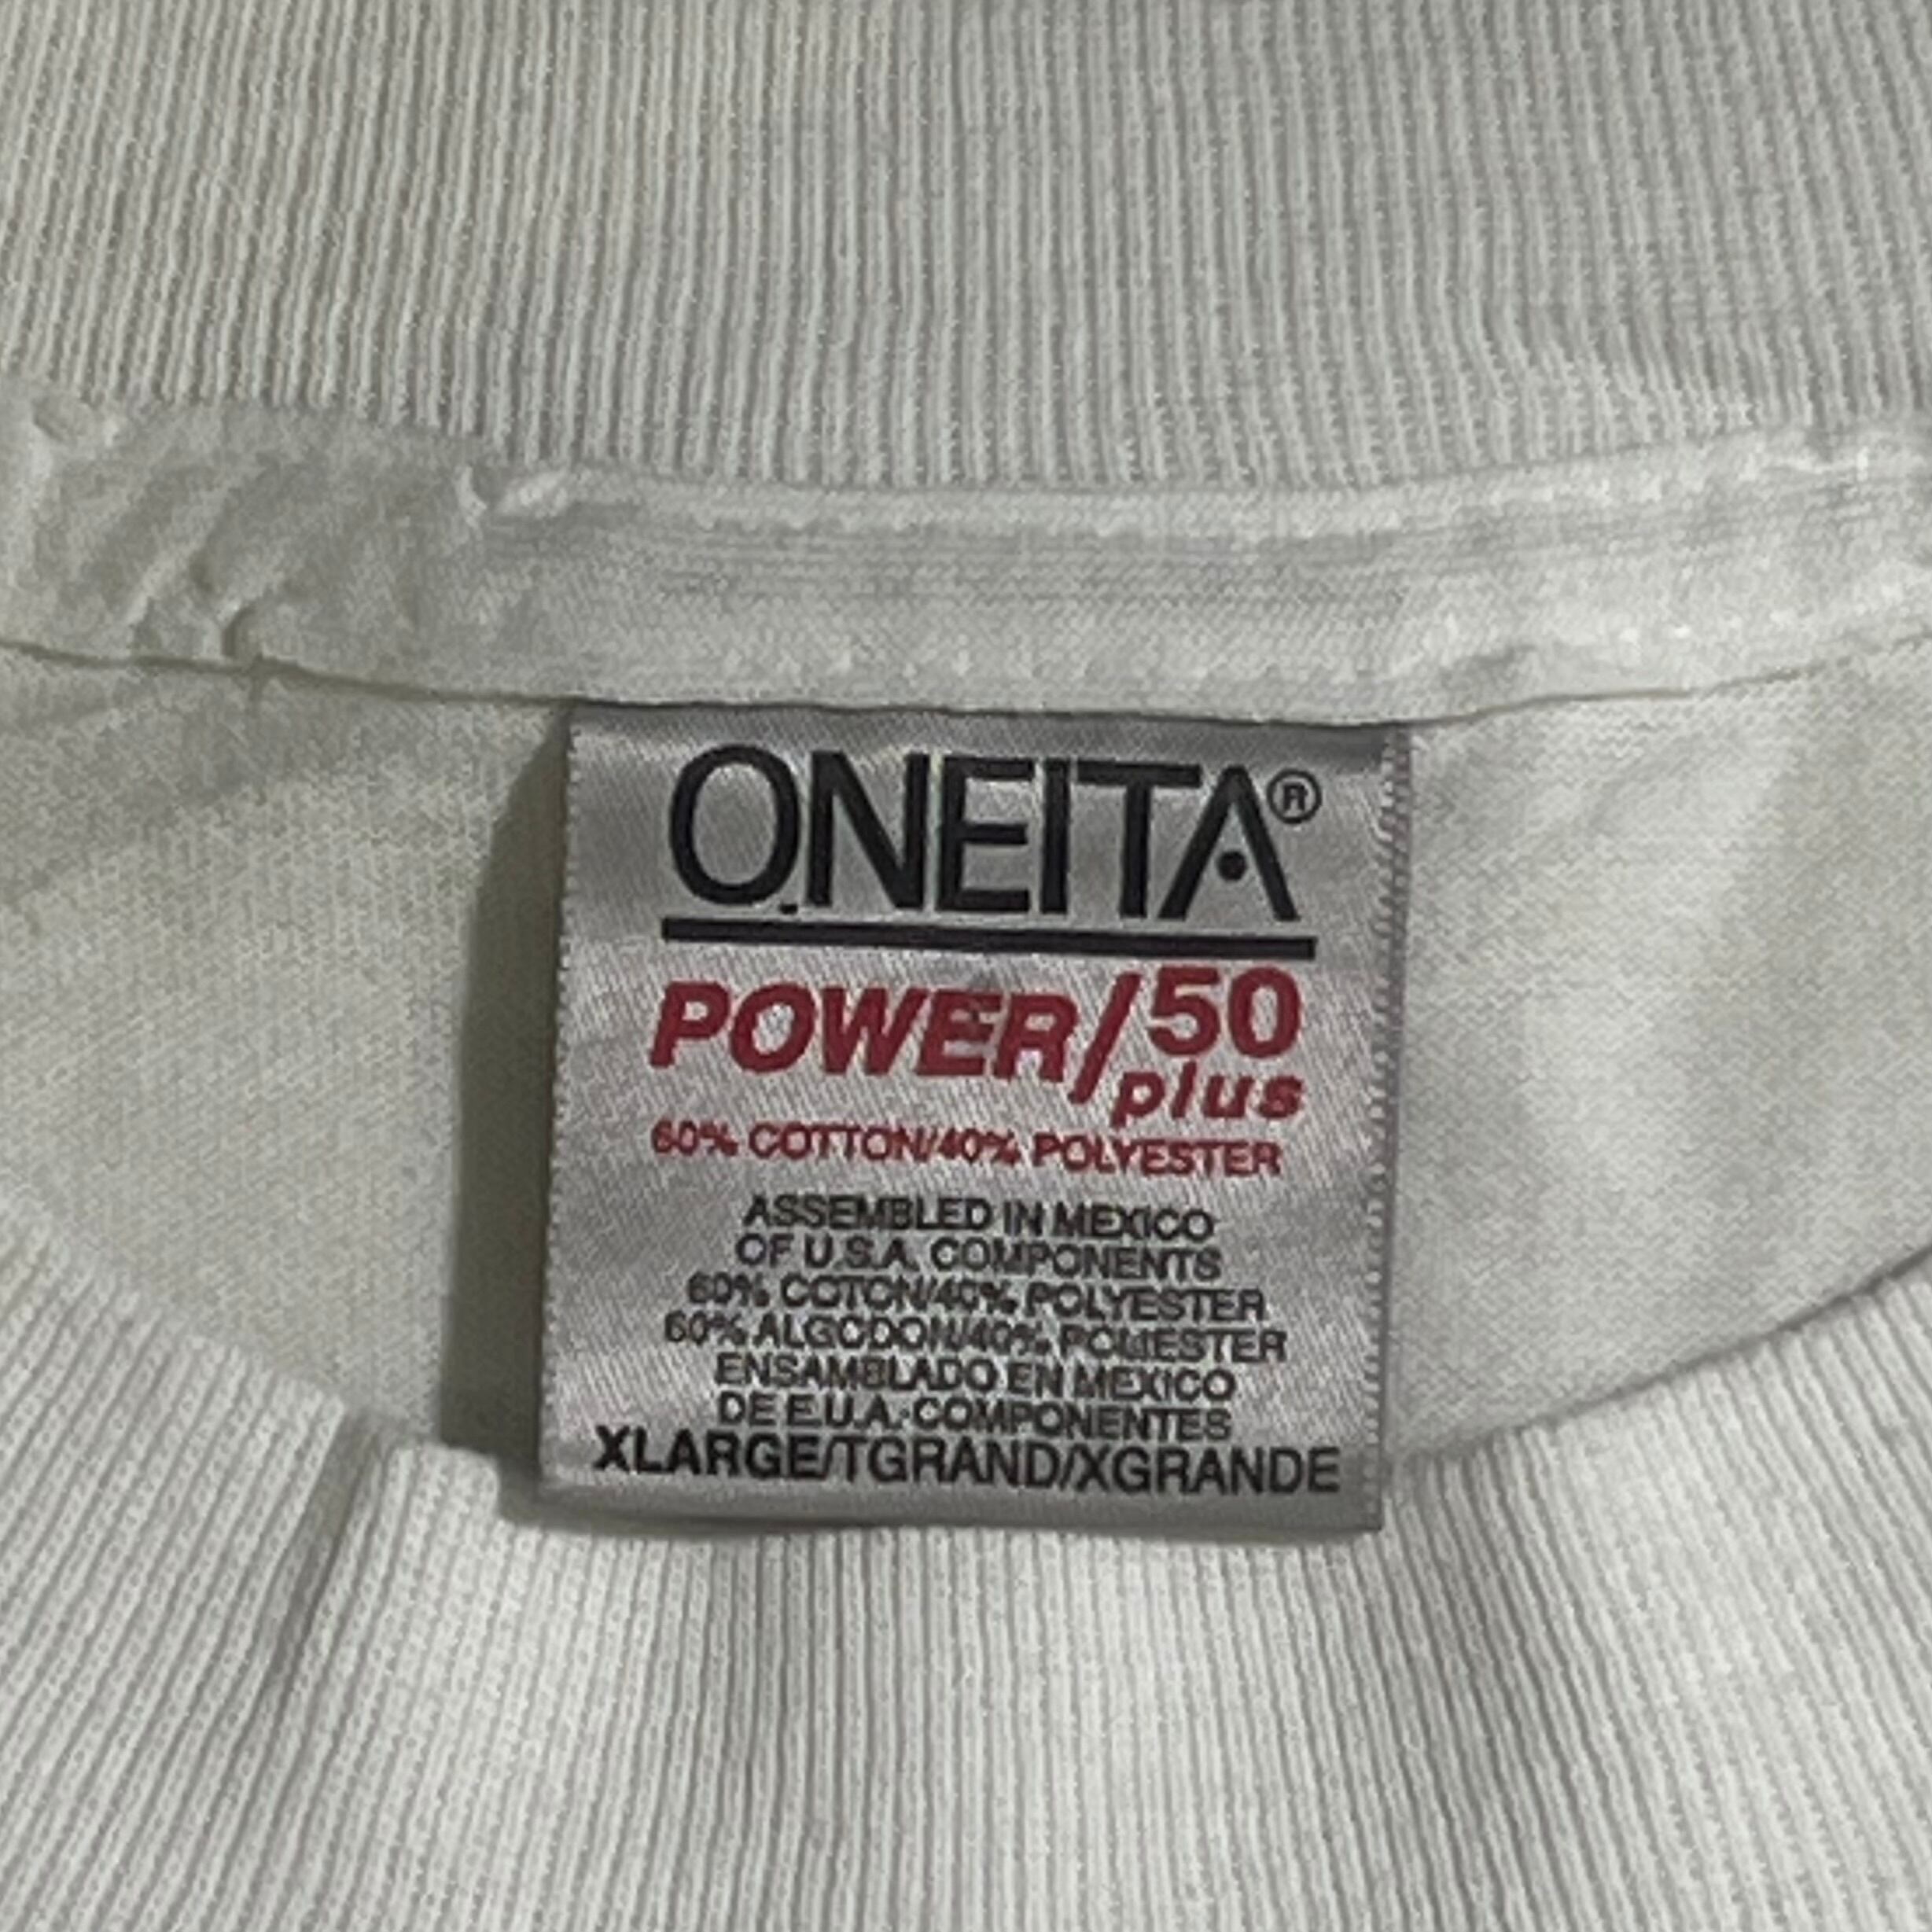 ONEITA®
POWER/50
plus
60% COTTON/40% POLYESTER
ASSEMBLED IN MEXICO
OF U.S.A. COMPONENTS
60% COTON/40% POLYESTER
60% ALGODON/40% POLIESTER
ENSAMBLADO EN MEXICO
DE E.U.A. COMPONENTES
XLARGE/TGRAND/XGRANDE